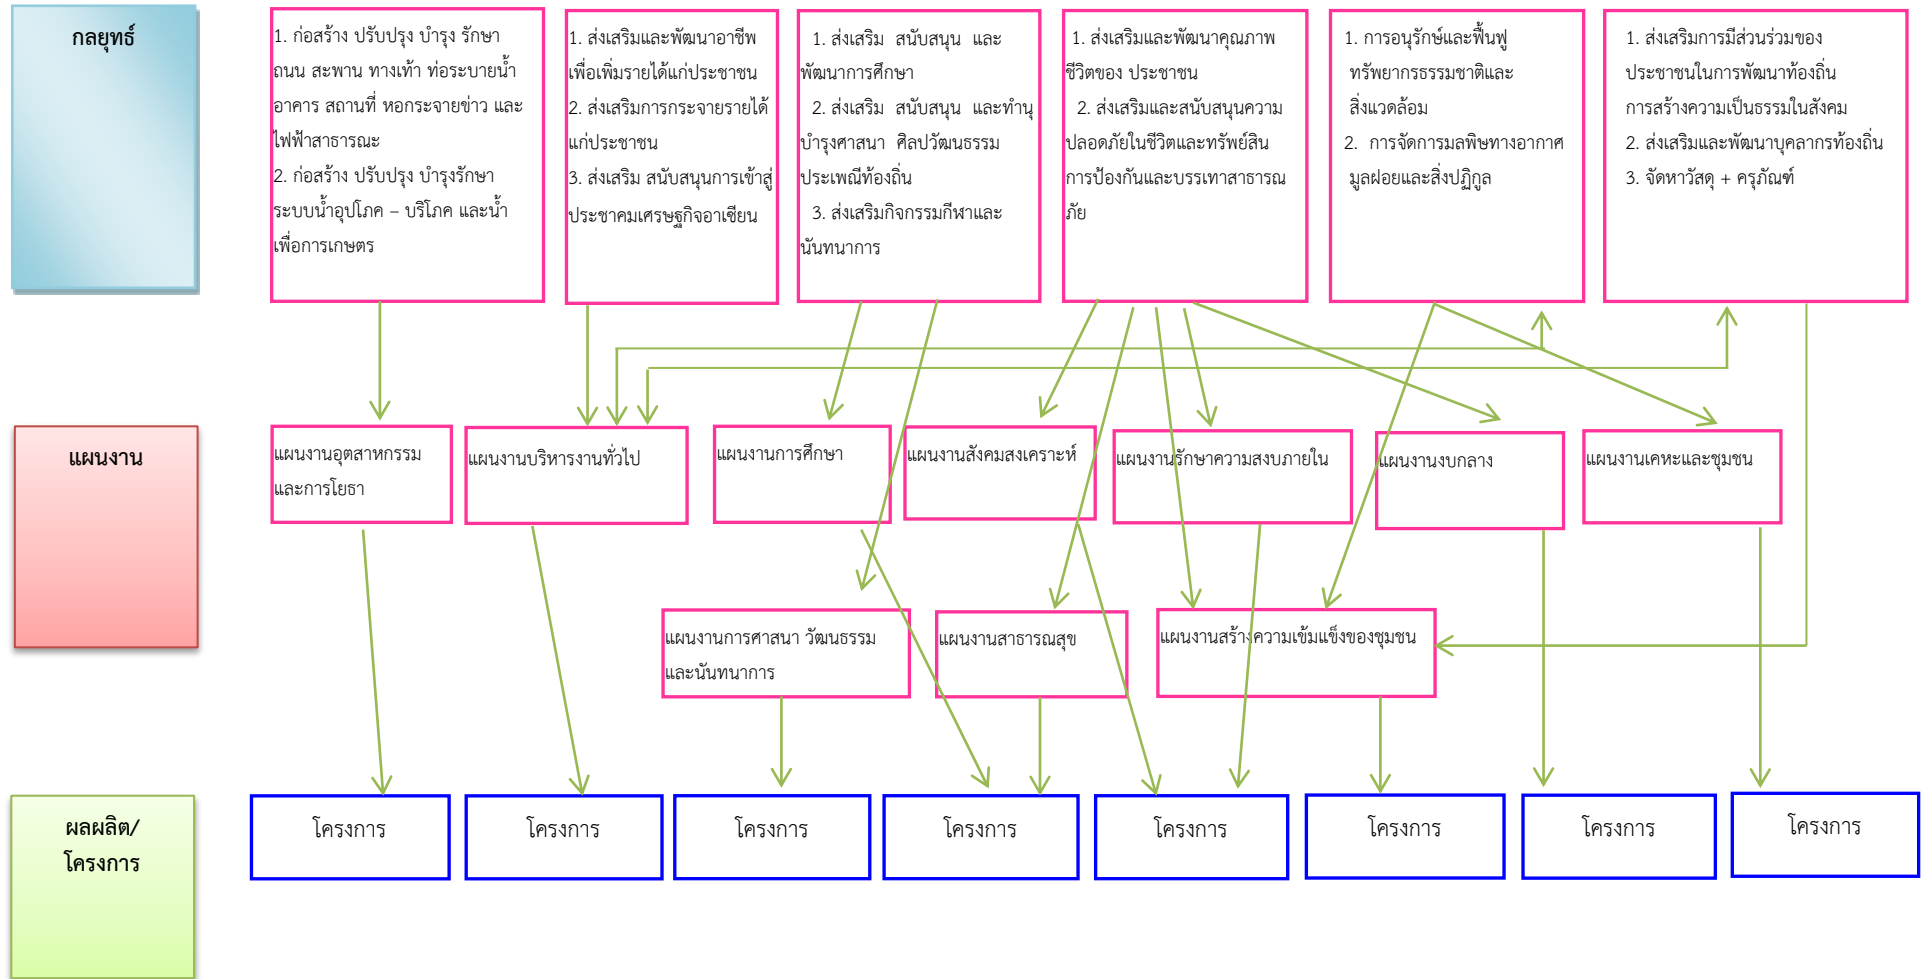 กลยุทธ์
1. ก่อสร้าง ปรับปรุง บำรุง รักษา
ถนน สะพาน ทางเท้า ท่อระบายน้ำ
อาคาร สถานที่ หอกระจายข่าว และ
ไฟฟ้าสาธารณะ
2. ก่อสร้าง ปรับปรุง บำรุงรักษา
ระบบน้ำอุปโภค – บริโภค และน้ำ
เพื่อการเกษตร
1. ส่งเสริมและพัฒนาอาชีพ
เพื่อเพิ่มรายได้แก่ประชาชน
2. ส่งเสริมการกระจายรายได้
แก่ประชาชน
3. ส่งเสริม สนับสนุนการเข้าสู่
ประชาคมเศรษฐกิจอาเซียน
1. ส่งเสริม สนับสนุน และ
พัฒนาการศึกษา
2. ส่งเสริม สนับสนุน และทำนุ
บำรุงศาสนา ศิลปวัฒนธรรม
ประเพณีท้องถิ่น
3. ส่งเสริมกิจกรรมกีฬาและ
นันทนาการ
1. ส่งเสริมและพัฒนาคุณภาพ
ชีวิตของ ประชาชน
2. ส่งเสริมและสนับสนุนความ
ปลอดภัยในชีวิตและทรัพย์สิน
การป้องกันและบรรเทาสาธารณ
ภัย
1. การอนุรักษ์และฟื้นฟู
ทรัพยากรธรรมชาติและ
สิ่งแวดล้อม
2. การจัดการมลพิษทางอากาศ
มูลฝอยและสิ่งปฏิกูล
1. ส่งเสริมการมีส่วนร่วมของ
ประชาชนในการพัฒนาท้องถิ่น
การสร้างความเป็นธรรมในสังคม
2. ส่งเสริมและพัฒนาบุคลากรท้องถิ่น
3. จัดหาวัสดุ + ครุภัณฑ์
แผนงาน
แผนงานอุตสาหกรรม
และการโยธา
แผนงานบริหารงานทั่วไป
แผนงานการศึกษา
แผนงานสังคมสงเคราะห์
แผนงานรักษาความสงบภายใน
แผนงานงบกลาง
แผนงานเคหะและชุมชน
แผนงานการศาสนา วัฒนธรรม
และนันทนาการ
แผนงานสาธารณสุข
แผนงานสร้างความเข้มแข็งของชุมชน
ผลผลิต/
โครงการ
โครงการ
โครงการ
โครงการ
โครงการ
โครงการ
โครงการ
โครงการ
โครงการ